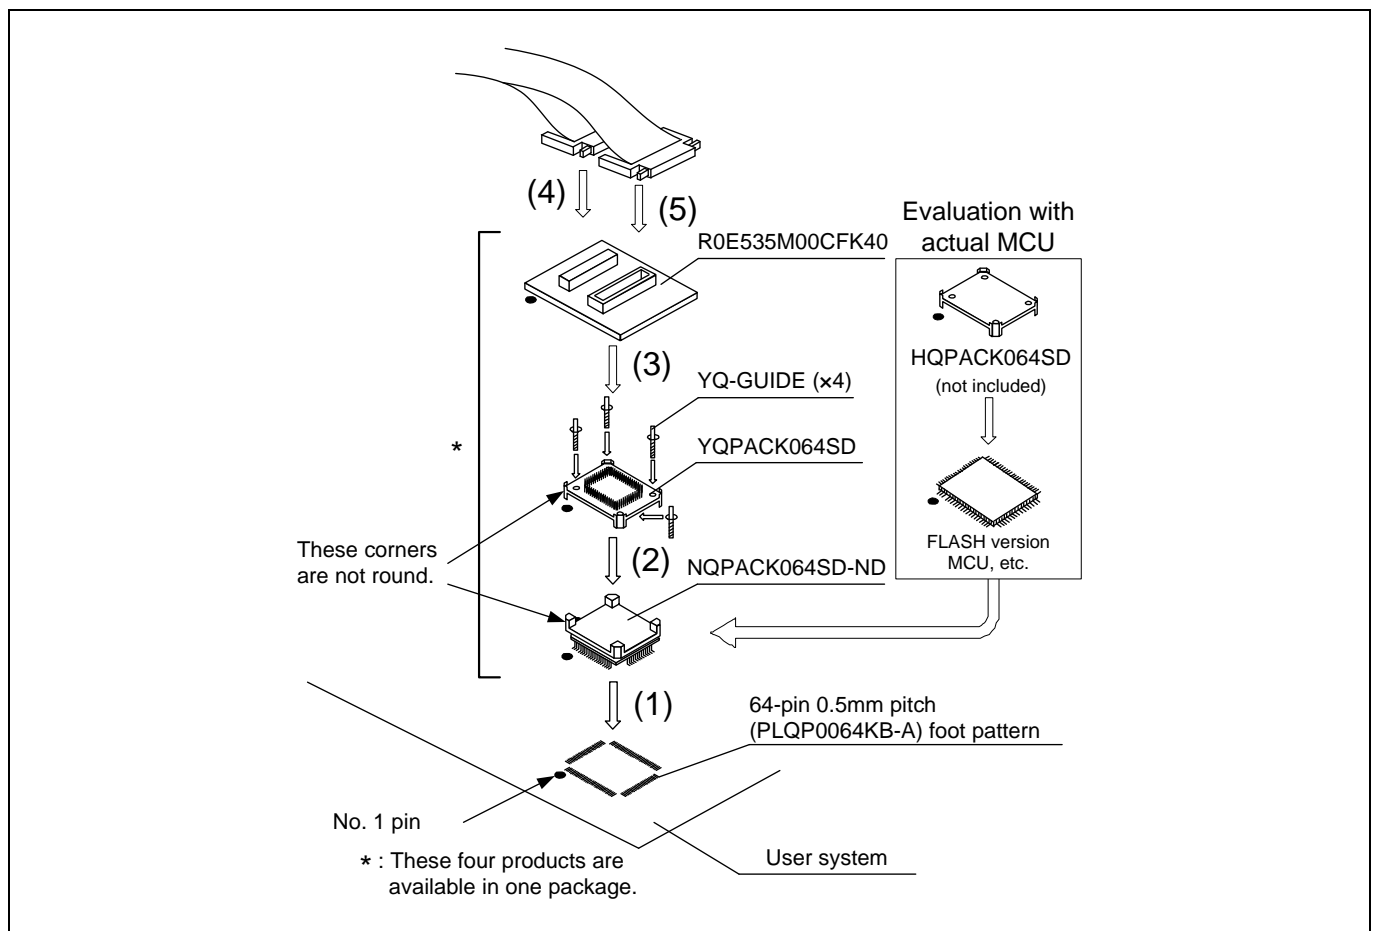 (4)
(5)
Evaluation with
actual MCU
R0E535M00CFK40
(3)
HQPACK064SD
(not included)
YQ-GUIDE (×4)
*
YQPACK064SD
These corners
are not round.
(2)
NQPACK064SD-ND
FLASH version
MCU, etc.
(1)
64-pin 0.5mm pitch
(PLQP0064KB-A) foot pattern
No. 1 pin
User system
* : These four products are
available in one package.